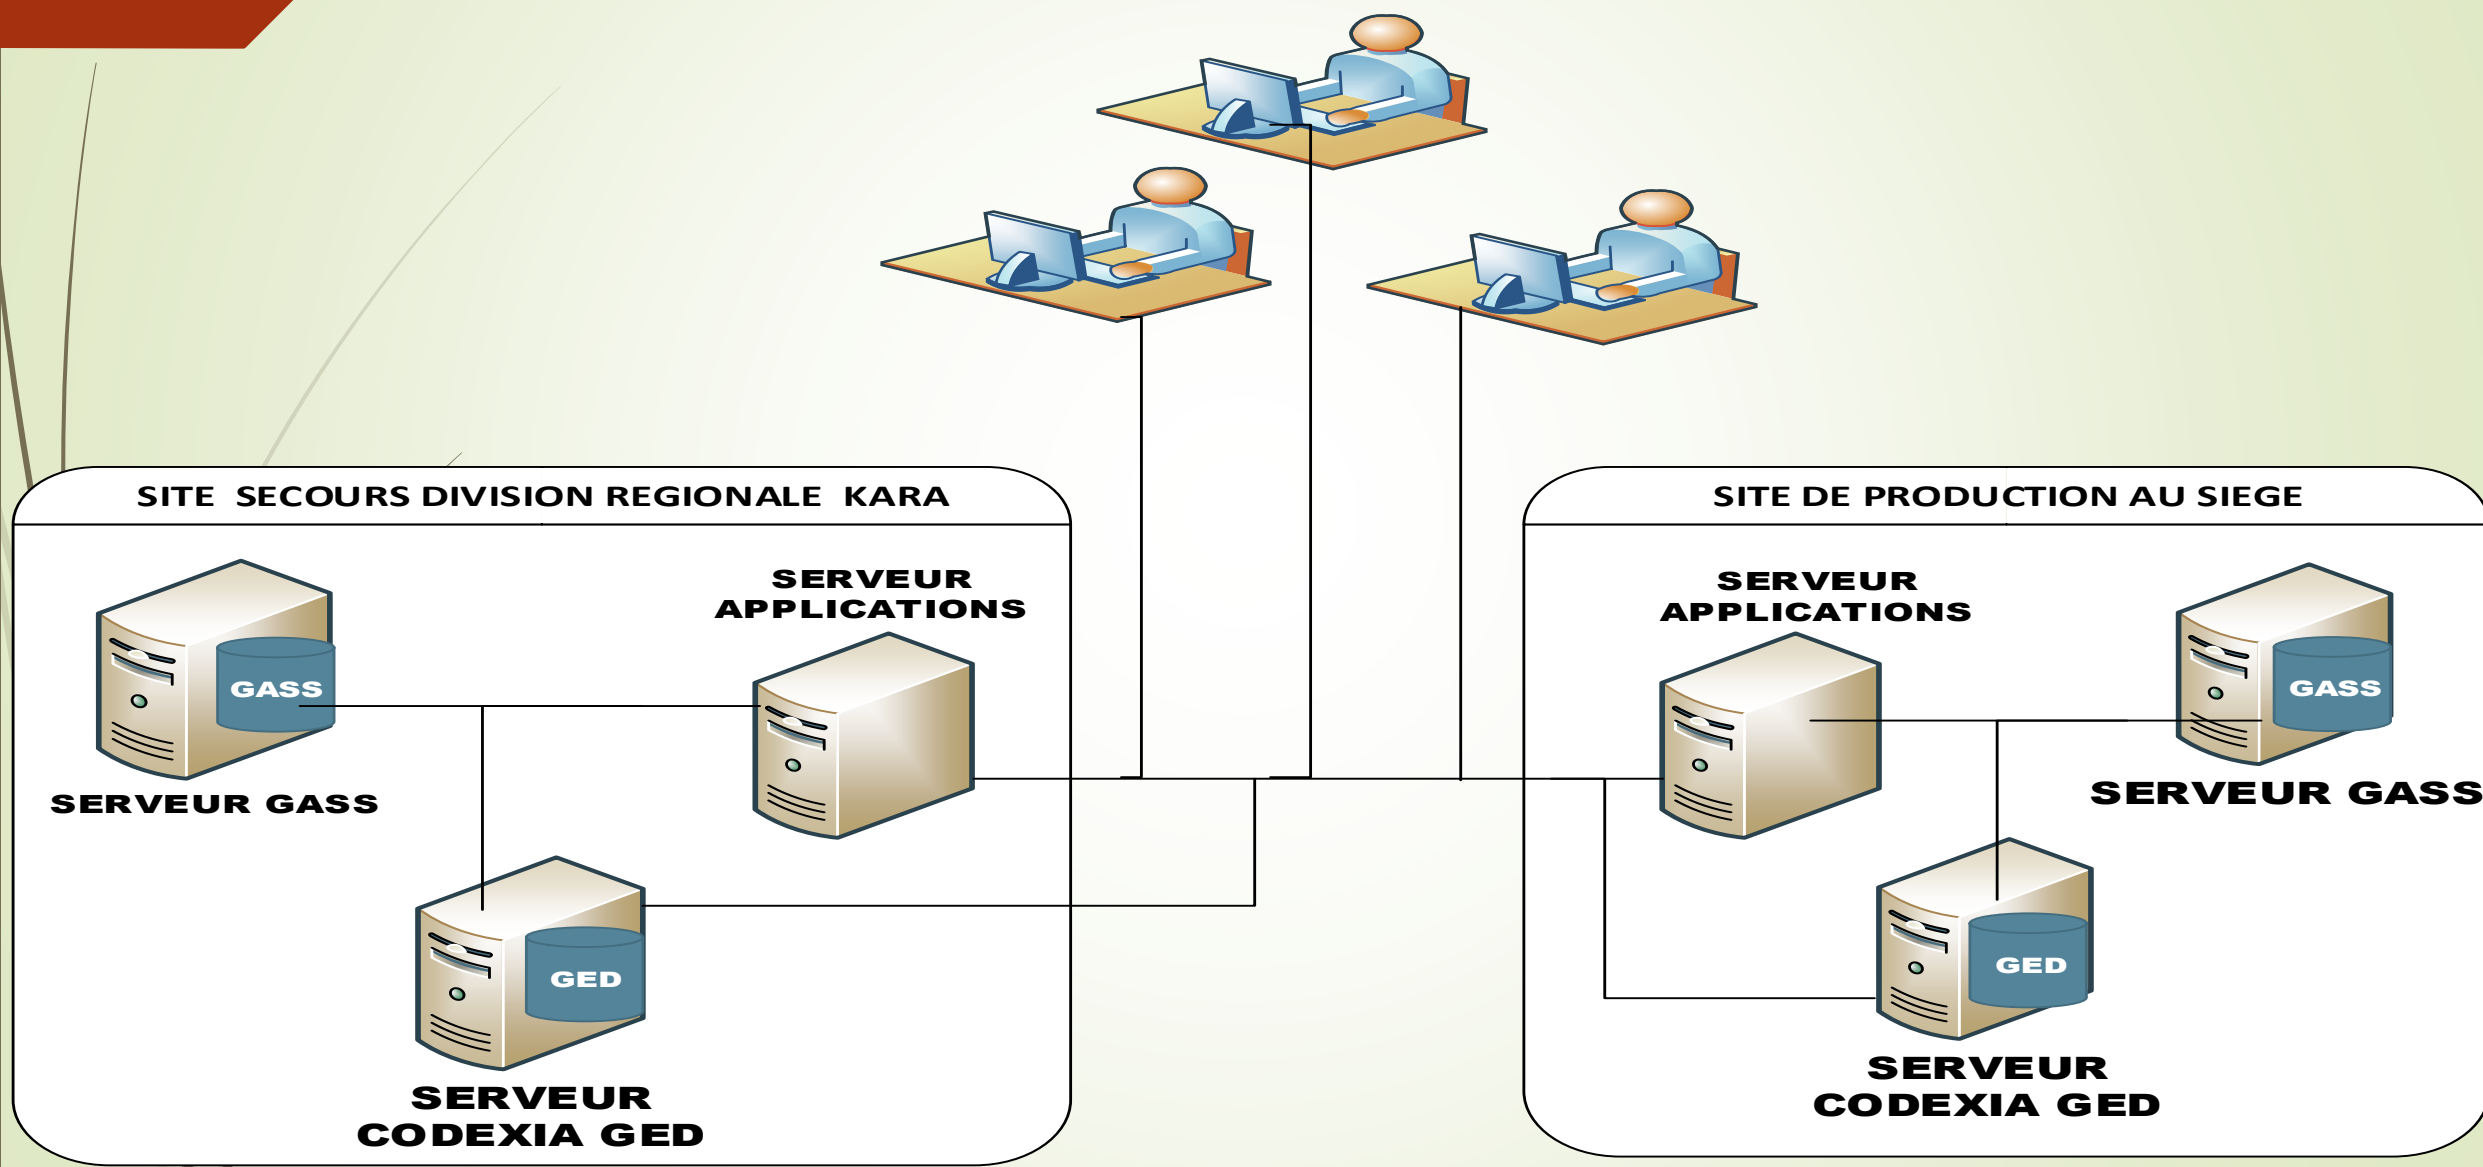 SITE SECOURS DIVISION REGIONALE KARA
SERVEUR
APPLICATIONS
GASS
SERVEUR GASS
GED
SERVEUR
CODEXIA GED
SITE DE PRODUCTION AU SIEGE
SERVEUR
APPLICATIONS
GASS
SERVEUR GASS
GED
SERVEUR
CODEXIA GED